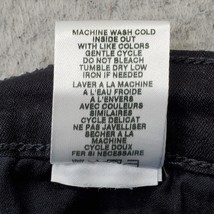 MACHINE WASH COLD
INSIDE OUT
WITH LIKE COLORS
GENTLE CYCLE
DO NOT BLEACH
TUMBLE DRY LOW
IRON IF NEEDED
LAVER A LA MACHINE
A L'EAU FROIDE
A L'ENVERS
AVEC COULEURS
SIMILAIRES
CYCLE DELICAT
NE PAS JAVELLISER
SECHER A LA
MACHINE
CYCLE DOUX
FER SI NECESSAIRE